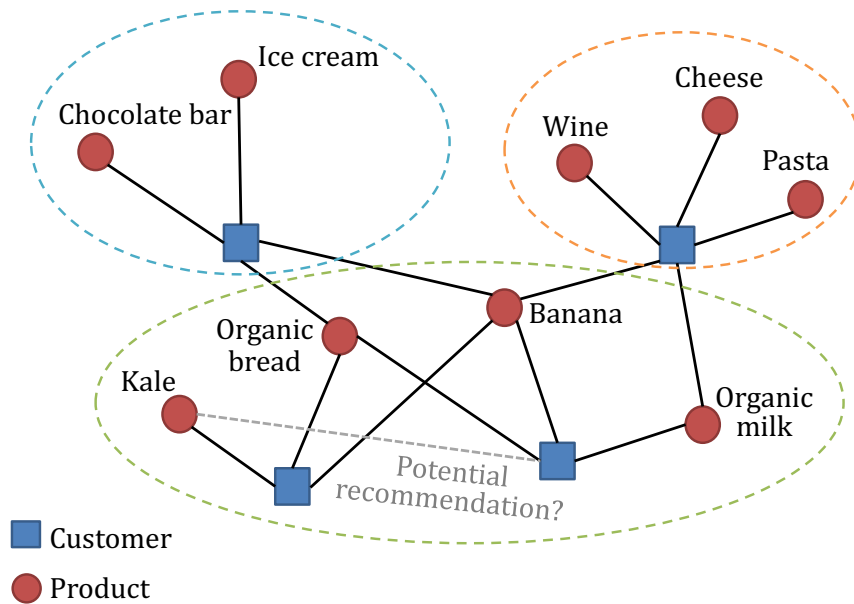 Ice cream
Cheese
Chocolate bar
Wine
Pasta
Banana
Organic
bread
Kale
Organic
milk
Potential
recommendation?
Customer
Product